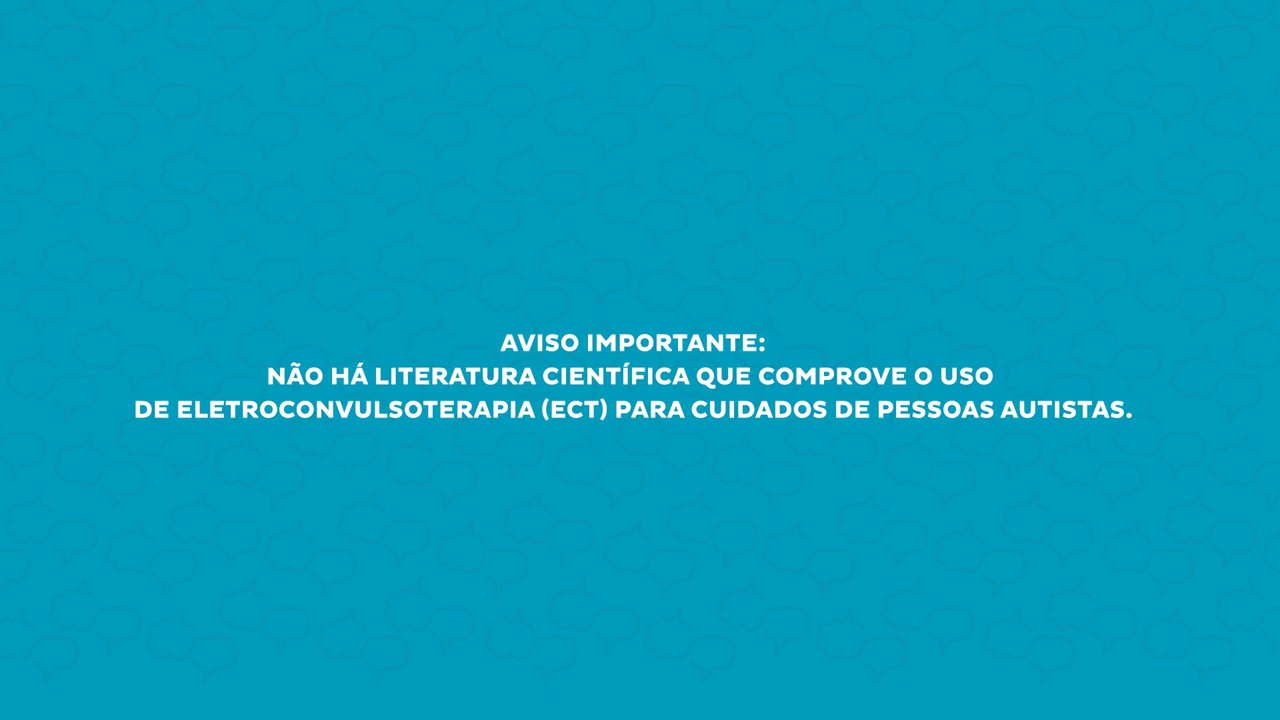 AVISO IMPORTANTE:
NÃO HÁ LITERATURA CIENTÍFICA QUE COMPROVE O USO
DE ELETROCONVULSOTERAPIA (ECT) PARA CUIDADOS DE PESSOAS AUTISTAS.